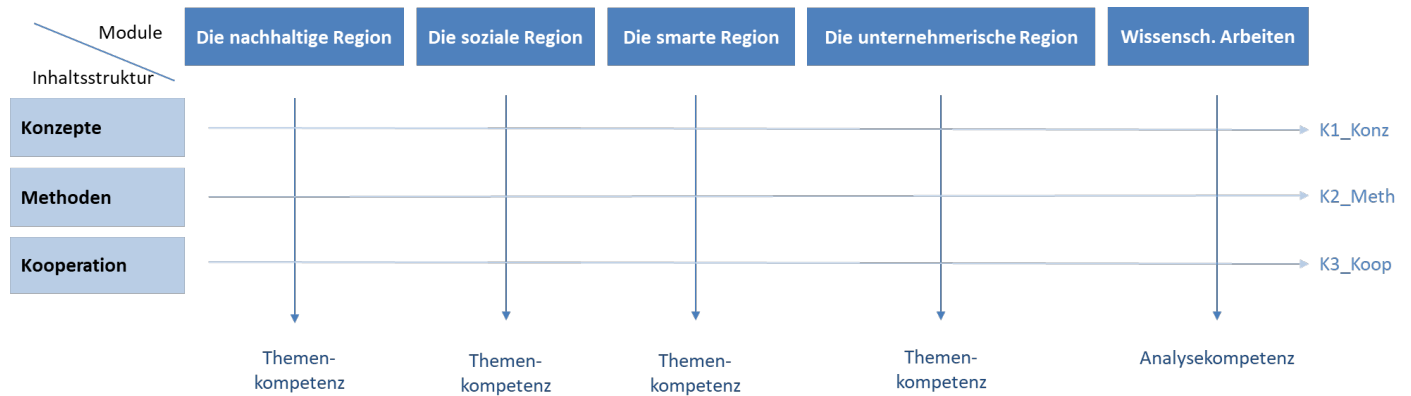 Module
Inhaltsstruktur
Die nachhaltige Region
Die soziale Region
Die smarte Region
Die unternehmerische Region
Wissensch. Arbeiten
Konzepte
K1_Konz
Methoden
K2_Meth
Kooperation
K3_Koop
Themen-
kompetenz
Themen-
kompetenz
Themen-
kompetenz
Themen-
kompetenz
Analysekompetenz